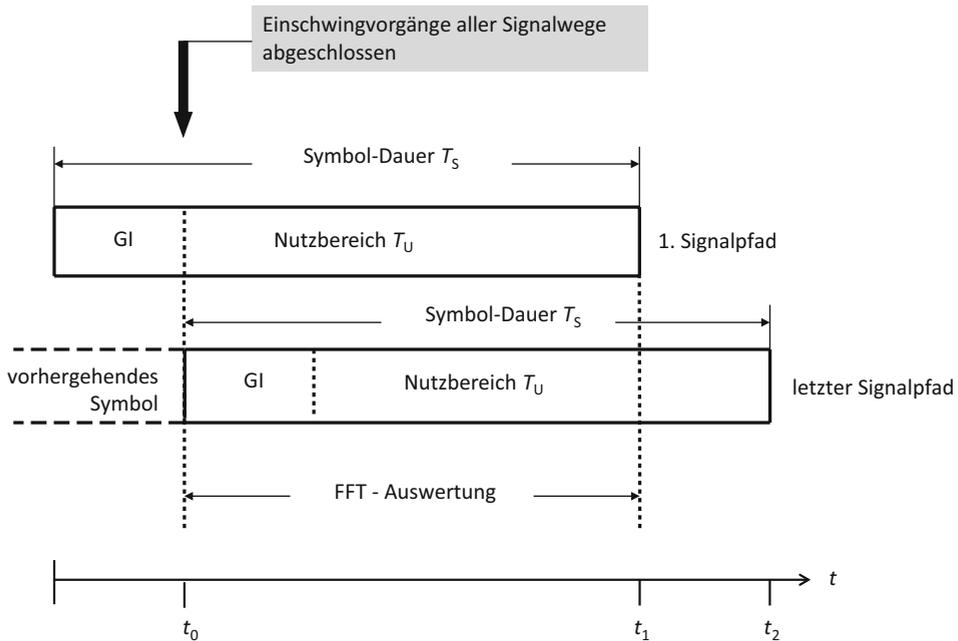 Einschwingvorgänge aller Signalwege
abgeschlossen
Symbol-Dauer TS
GI
Nutzbereich TU
1. Signalpfad
Symbol-Dauer TS
vorhergehendes
Symbol
GI
Nutzbereich TU
letzter Signalpfad
FFT - Auswertung
t
t0
t1
t2